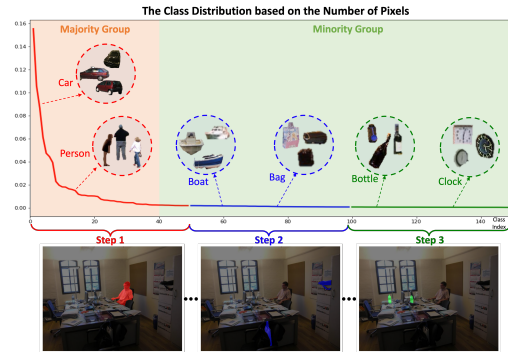 The Class Distribution based on the Number of Pixels
Majority Group
Minority Group
0.16
0.14
0.12
0.10
0.08
0.06
0.04
0.02
0.00
Car
Person
Boat
Bag
Bottle
Clock
0
20
40
60
80
100
120
140
Class
index
Step 1
Step 2
Step 3